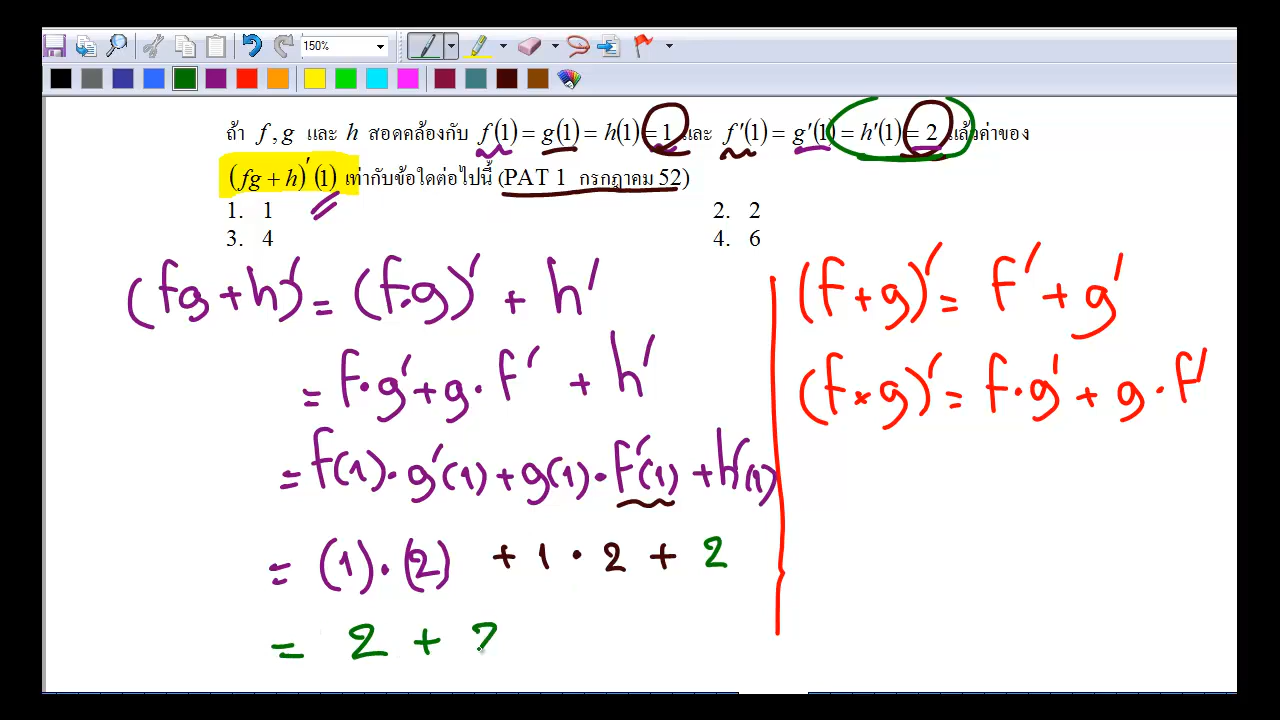 150%
ถ้า f , g และ h สอดคล้องกับ f(1) = g(1) = h(1) = 1 และ f′(1) = g′(1) = h′(1) = 2 แล้วค่าของ
(fg + h)′(1) เท่ากับข้อใดต่อไปนี้ (PAT 1 กรกฎาคม 52)
1. 1 2. 2
3. 4 4. 6
(fg + h)′ = (f·g)′ + h′
(f + g)′ = f′ + g′
= f·g′ + g·f′ + h′
(f × g)′ = f·g′ + g·f′
= f(1)·g′(1) + g(1)·f′(1) + h′(1)
= (1)·(2) + 1·2 + 2
= 2 + 2